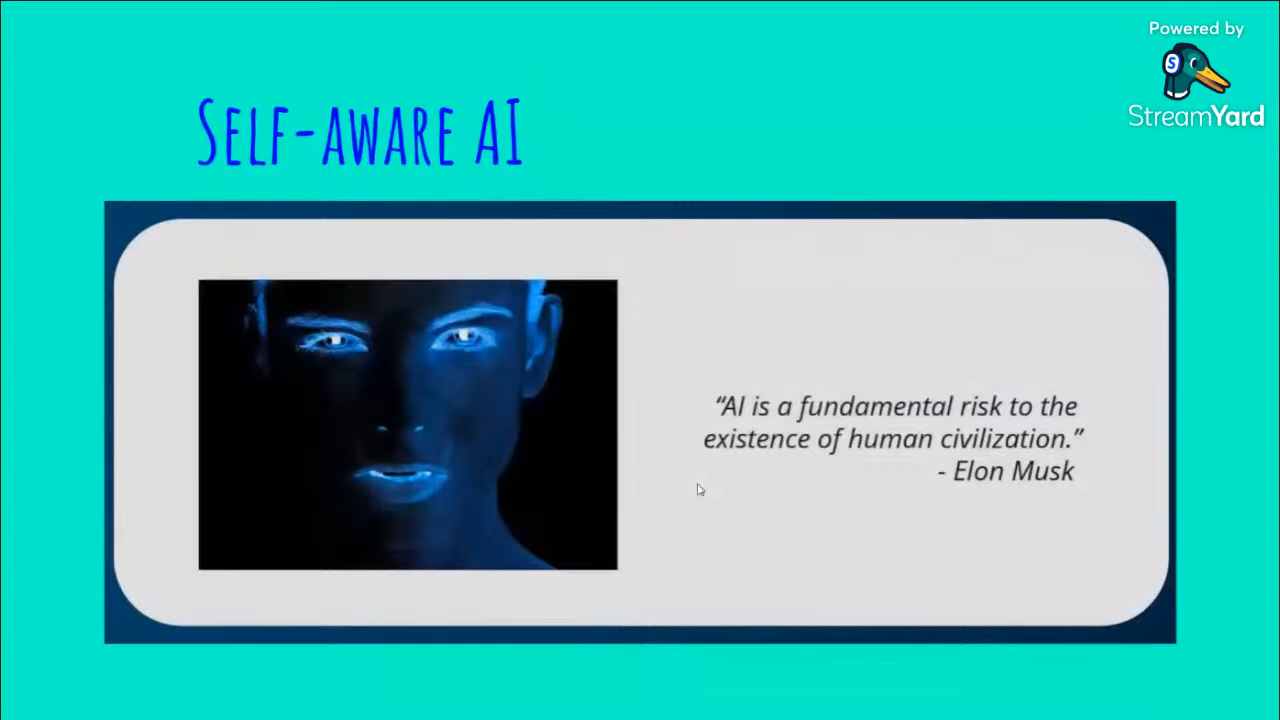 Powered by
S
StreamYard
Self-aware AI
“AI is a fundamental risk to the
existence of human civilization.”
- Elon Musk